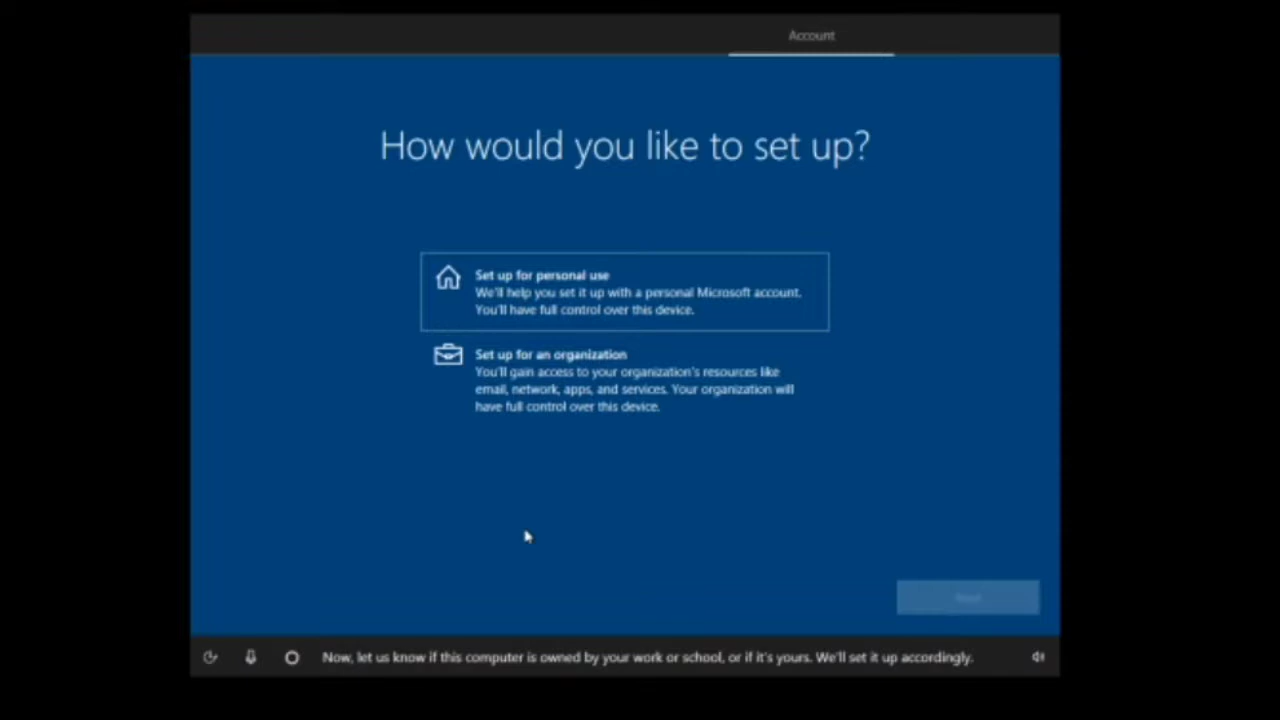 Account
How would you like to set up?
Set up for personal use
We'll help you set it up with a personal Microsoft account.
You'll have full control over this device.
Set up for an organization
You'll gain access to your organization's resources like
email, network, apps, and services. Your organization will
have full control over this device.
Now, let us know if this computer is owned by your work or school, or if it's yours. We'll set it up accordingly.